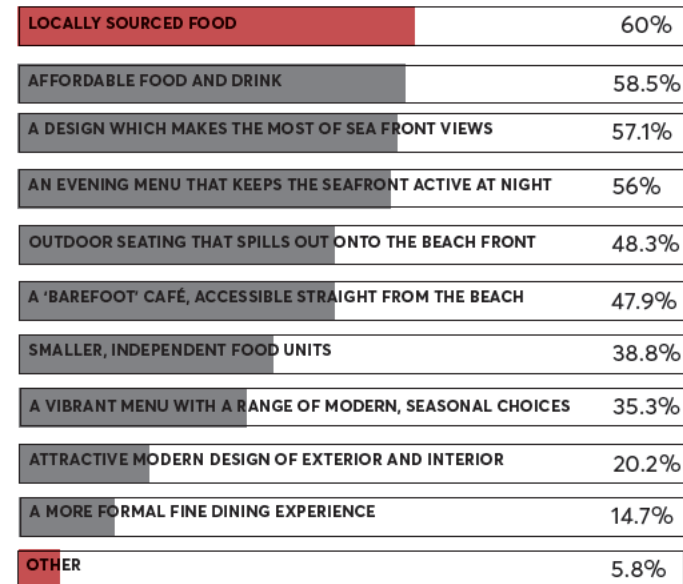 LOCALLY SOURCED FOOD 60%
AFFORDABLE FOOD AND DRINK 58.5%
A DESIGN WHICH MAKES THE MOST OF SEA FRONT VIEWS 57.1%
AN EVENING MENU THAT KEEPS THE SEAFRONT ACTIVE AT NIGHT 56%
OUTDOOR SEATING THAT SPILLS OUT ONTO THE BEACH FRONT 48.3%
A ‘BAREFOOT’ CAFÉ, ACCESSIBLE STRAIGHT FROM THE BEACH 47.9%
SMALLER, INDEPENDENT FOOD UNITS 38.8%
A VIBRANT MENU WITH A RANGE OF MODERN, SEASONAL CHOICES 35.3%
ATTRACTIVE MODERN DESIGN OF EXTERIOR AND INTERIOR 20.2%
A MORE FORMAL FINE DINING EXPERIENCE 14.7%
OTHER 5.8%